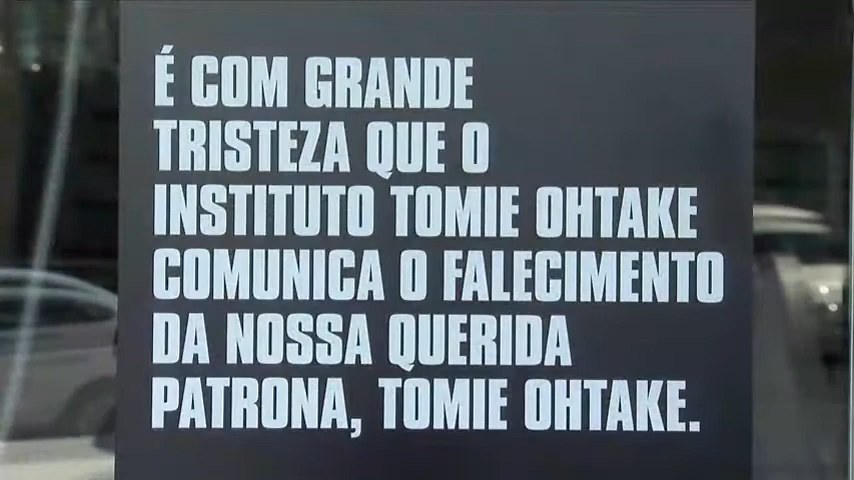 É COM GRANDE
TRISTEZA QUE O
INSTITUTO TOMIE OHTAKE
COMUNICA O FALECIMENTO
DA NOSSA QUERIDA
PATRONA, TOMIE OHTAKE.